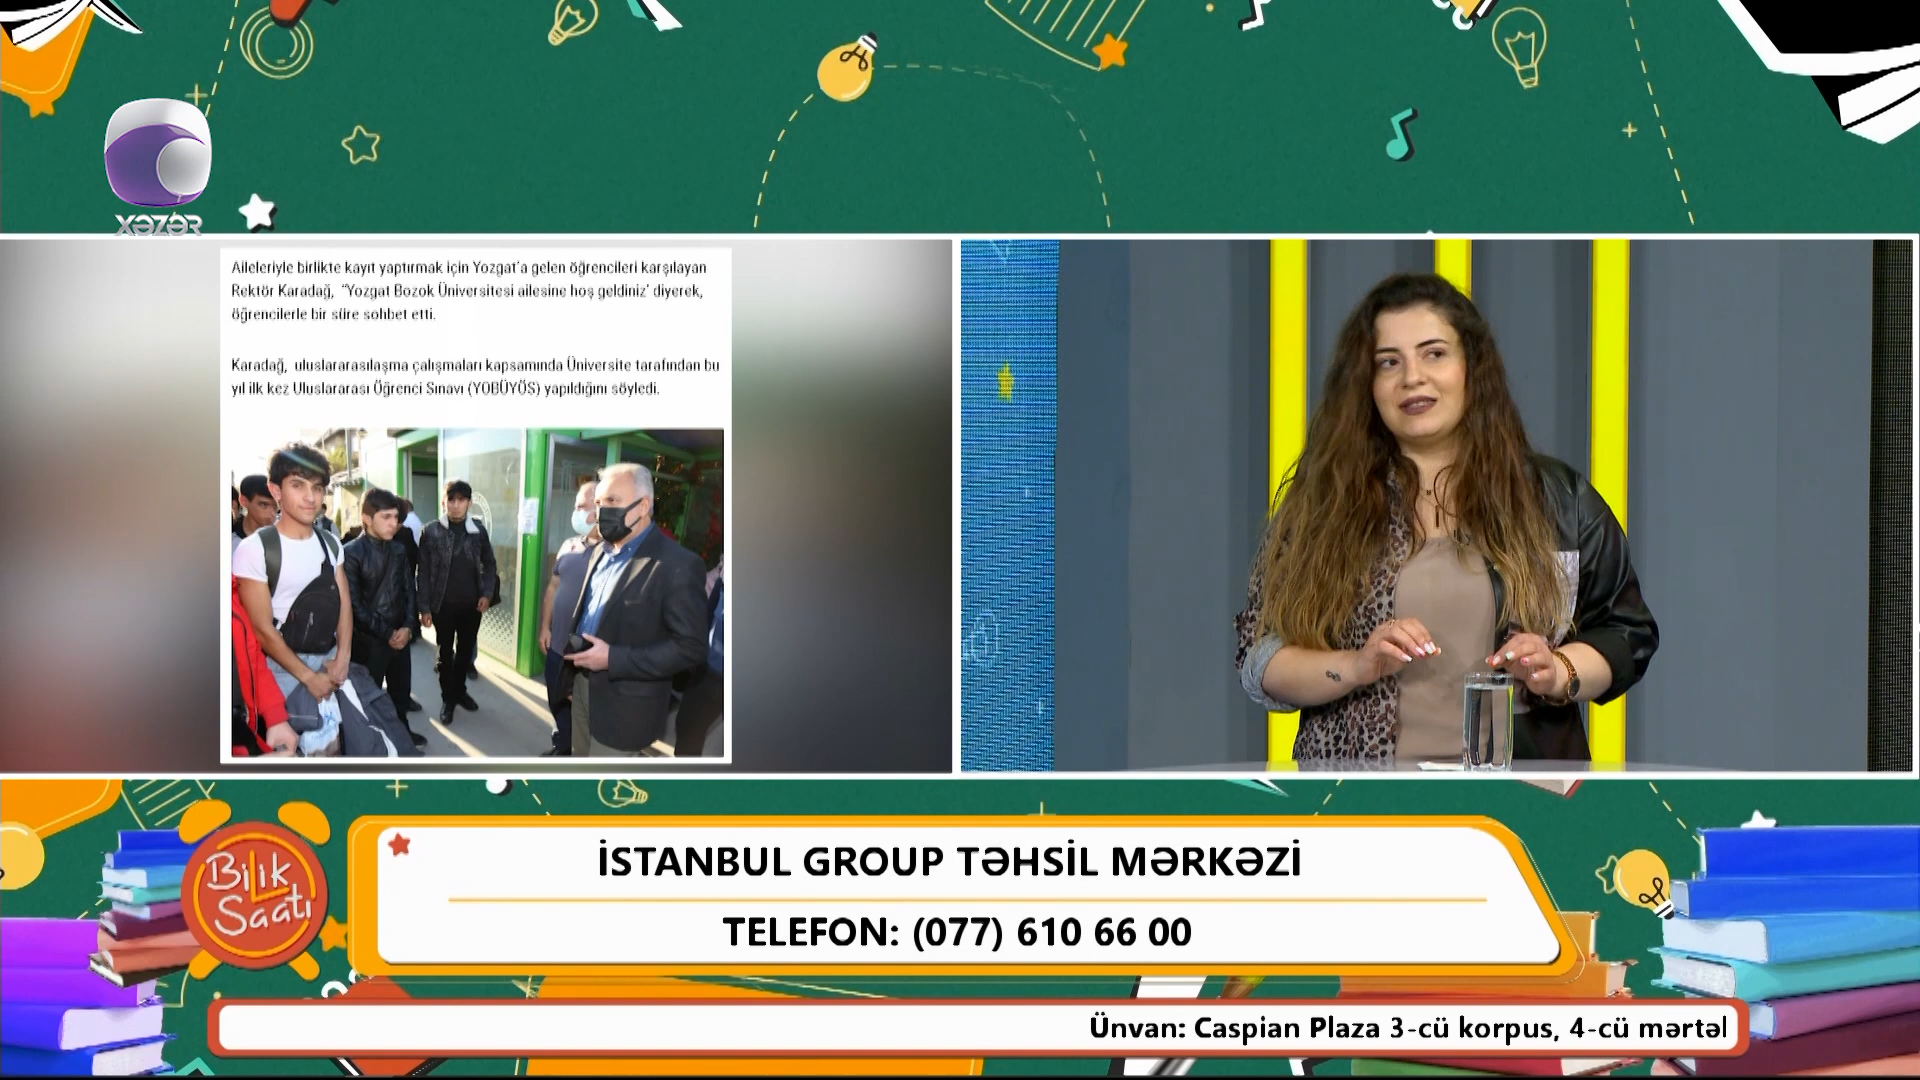 XƏZƏR
Aileleriyle birlikte kayıt yaptırmak için Yozgat'a gelen öğrencileri karşılayan
Rektör Karadağ, "Yozgat Bozok Üniversitesi ailesine hoş geldiniz' diyerek,
öğrencilerle bir süre sohbet etti.
Karadağ, uluslararasılaşma çalışmaları kapsamında Üniversite tarafından bu
yıl ilk kez Uluslararası Öğrenci Sınavı (YOBÜYÖS) yapıldığını söyledi.
Bilik
Saatı
İSTANBUL GROUP TƏHSİL MƏRKƏZİ
TELEFON: (077) 610 66 00
Ünvan: Caspian Plaza 3-cü korpus, 4-cü mərtəl